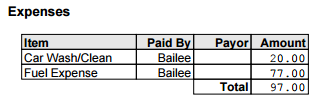 Expenses
Item Paid By Payor Amount
Car Wash/Clean Bailee 20.00
Fuel Expense Bailee 77.00
Total 97.00